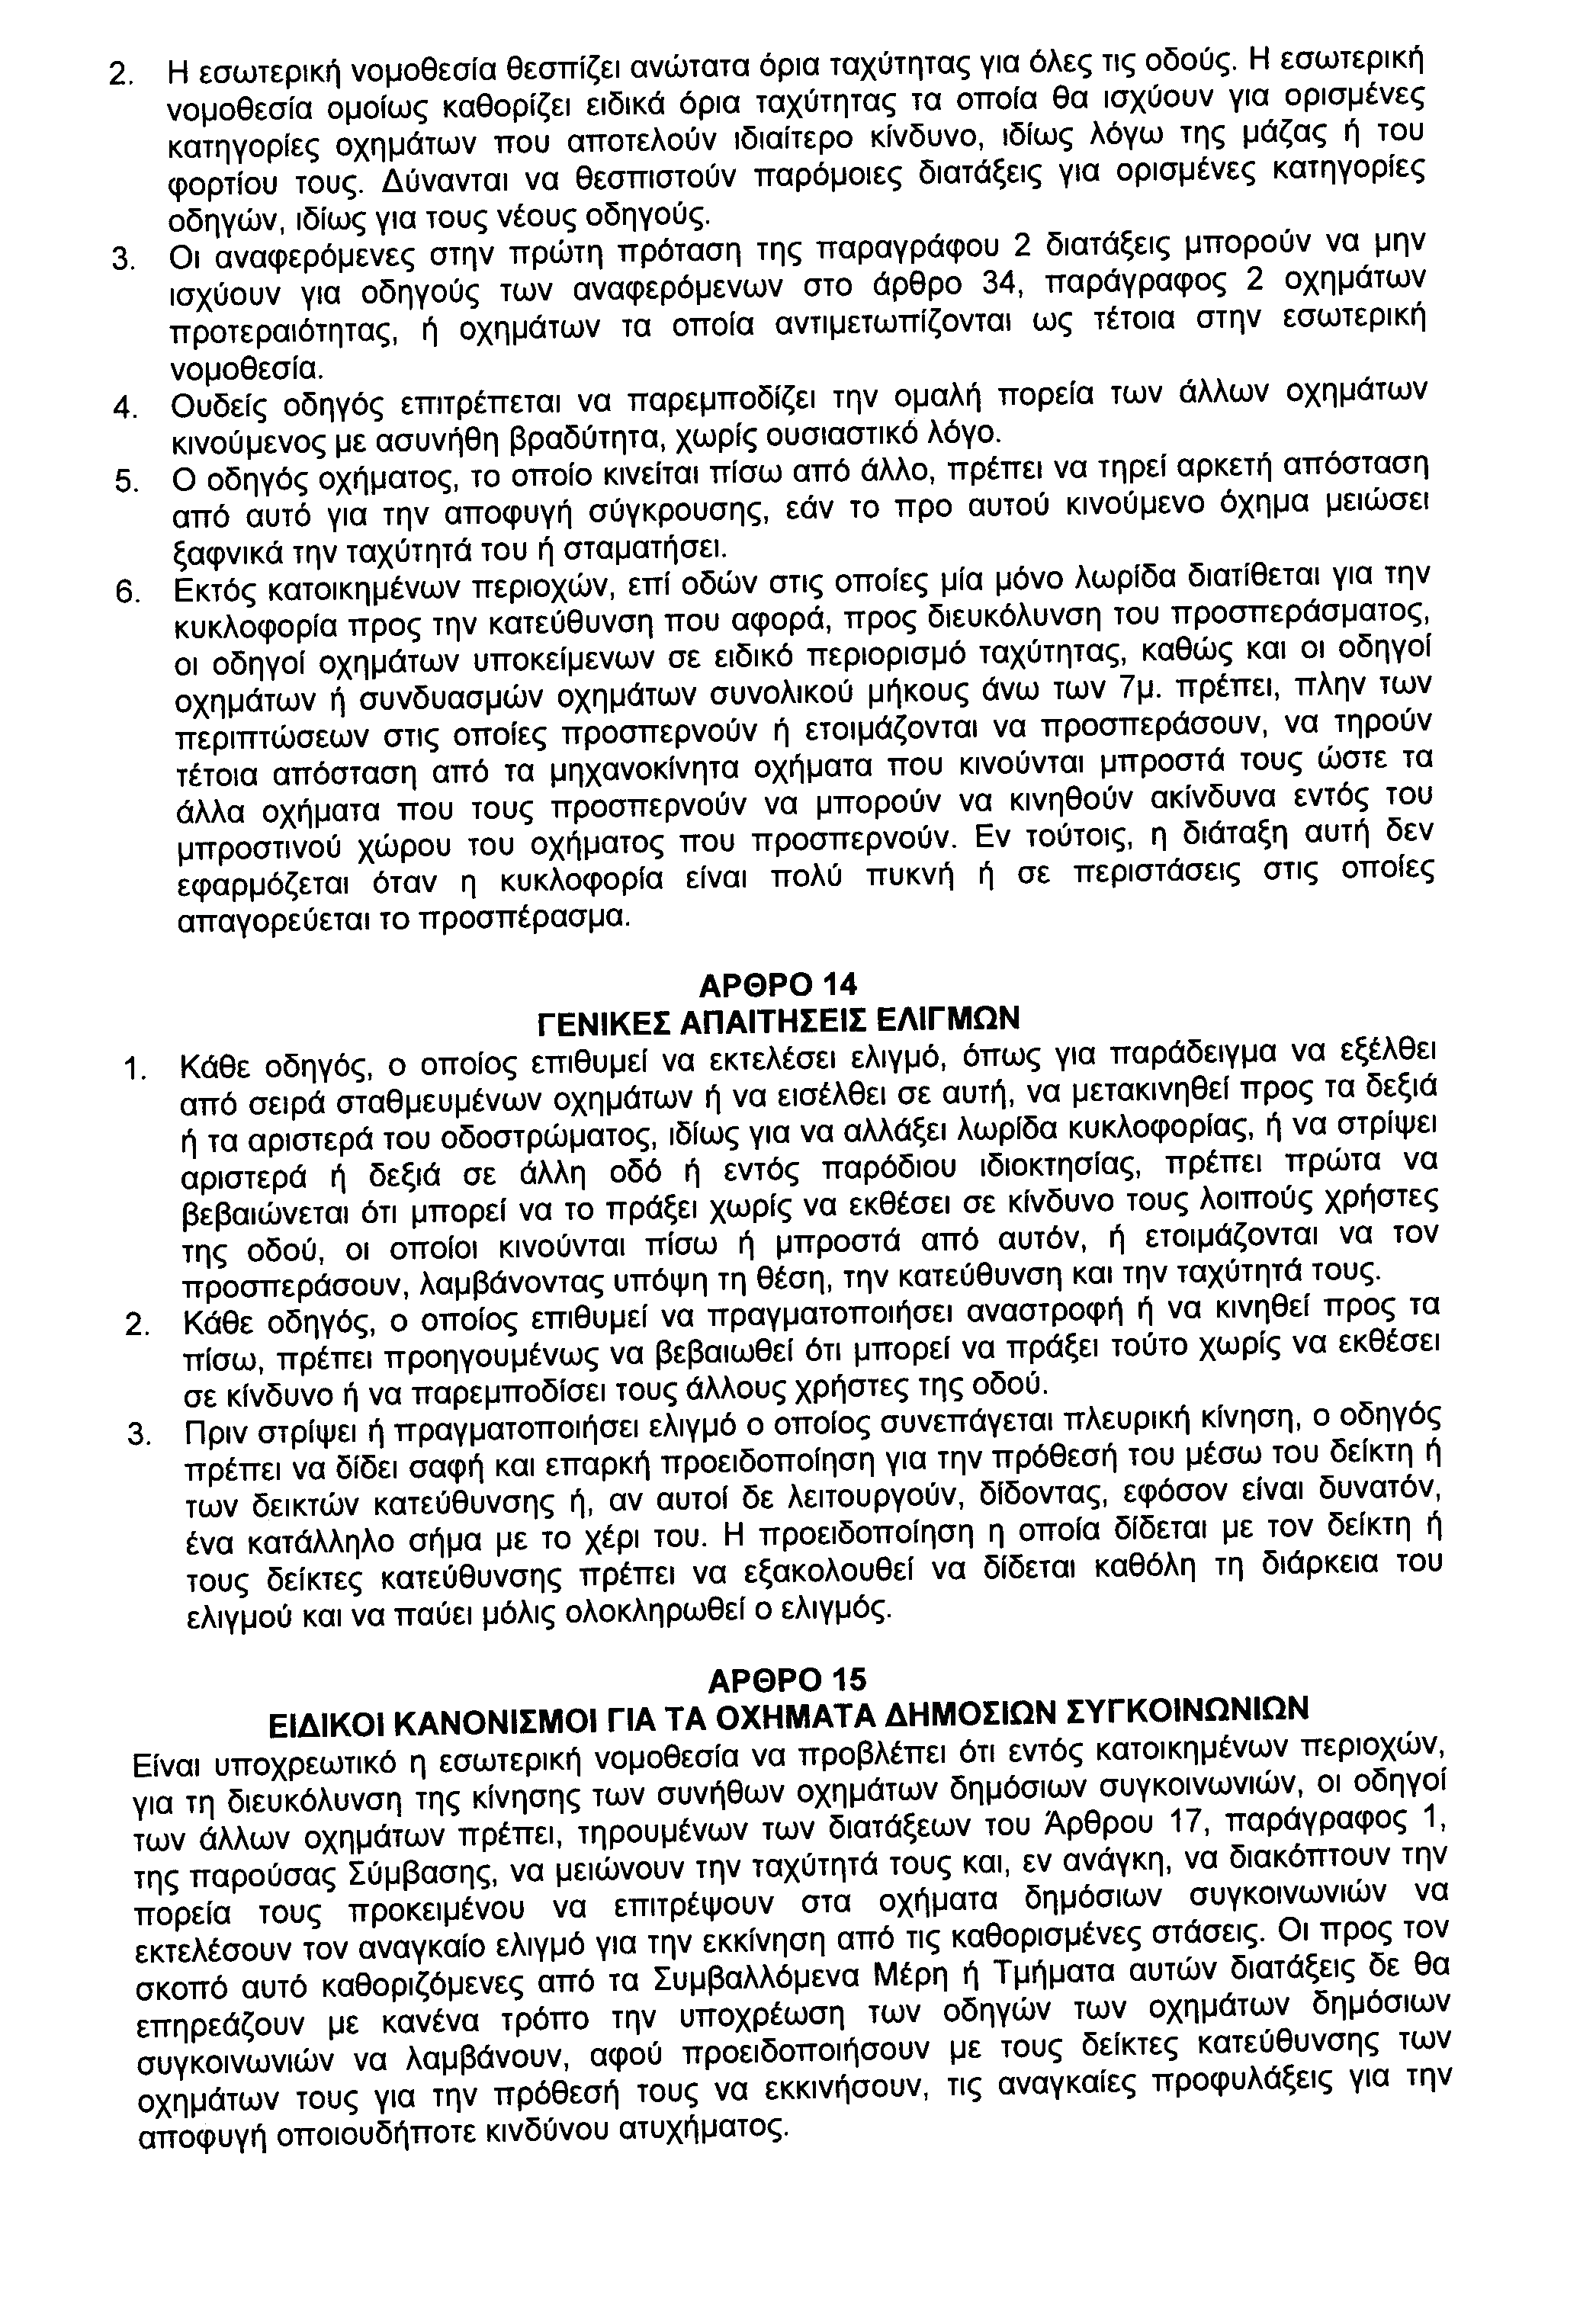 2. Η εσωτερική νομοθεσία θεσπίζει ανώτατα όρια ταχύτητας για όλες τις οδούς. Η εσωτερική
νομοθεσία ομοίως καθορίζει ειδικά όρια ταχύτητας τα οποία θα ισχύουν για ορισμένες
κατηγορίες οχημάτων που αποτελούν ιδιαίτερο κίνδυνο, ιδίως λόγω της μάζας ή του
φορτίου τους. Δύνανται να θεσπιστούν παρόμοιες διατάξεις για ορισμένες κατηγορίες
οδηγών, ιδίως για τους νέους οδηγούς.
3. Οι αναφερόμενες στην πρώτη πρόταση της παραγράφου 2 διατάξεις μπορούν να μην
ισχύουν για οδηγούς των αναφερόμενων στο άρθρο 34, παράγραφος 2 οχημάτων
προτεραιότητας, ή οχημάτων τα οποία αντιμετωπίζονται ως τέτοια στην εσωτερική
νομοθεσία.
4. Ουδείς οδηγός επιτρέπεται να παρεμποδίζει την ομαλή πορεία των άλλων οχημάτων
κινούμενος με ασυνήθη βραδύτητα, χωρίς ουσιαστικό λόγο.
5. Ο οδηγός οχήματος, το οποίο κινείται πίσω από άλλο, πρέπει να τηρεί αρκετή απόσταση
από αυτό για την αποφυγή σύγκρουσης, εάν το προ αυτού κινούμενο όχημα μειώσει
ξαφνικά την ταχύτητά του ή σταματήσει.
6. Εκτός κατοικημένων περιοχών, επί οδών στις οποίες μία μόνο λωρίδα διατίθεται για την
κυκλοφορία προς την κατεύθυνση που αφορά, προς διευκόλυνση του προσπεράσματος,
οι οδηγοί οχημάτων υποκείμενων σε ειδικό περιορισμό ταχύτητας, καθώς και οι οδηγοί
οχημάτων ή συνδυασμών οχημάτων συνολικού μήκους άνω των 7μ. πρέπει, πλην των
περιπτώσεων στις οποίες προσπερνούν ή ετοιμάζονται να προσπεράσουν, να τηρούν
τέτοια απόσταση από τα μηχανοκίνητα οχήματα που κινούνται μπροστά τους ώστε τα
άλλα οχήματα που τους προσπερνούν να μπορούν να κινηθούν ακίνδυνα εντός του
μπροστινού χώρου του οχήματος που προσπερνούν. Εν τούτοις, η διάταξη αυτή δεν
εφαρμόζεται όταν η κυκλοφορία είναι πολύ πυκνή ή σε περιστάσεις στις οποίες
απαγορεύεται το προσπέρασμα.
ΑΡΘΡΟ 14
ΓΕΝΙΚΕΣ ΑΠΑΙΤΗΣΕΙΣ ΕΛΙΓΜΩΝ
1. Κάθε οδηγός, ο οποίος επιθυμεί να εκτελέσει ελιγμό, όπως για παράδειγμα να εξέλθει
από σειρά σταθμευμένων οχημάτων ή να εισέλθει σε αυτή, να μετακινηθεί προς τα δεξιά
ή τα αριστερά του οδοστρώματος, ιδίως για να αλλάξει λωρίδα κυκλοφορίας, ή να στρίψει
αριστερά ή δεξιά σε άλλη οδό ή εντός παρόδιου ιδιοκτησίας, πρέπει πρώτα να
βεβαιώνεται ότι μπορεί να το πράξει χωρίς να εκθέσει σε κίνδυνο τους λοιπούς χρήστες
της οδού, οι οποίοι κινούνται πίσω ή μπροστά από αυτόν, ή ετοιμάζονται να τον
προσπεράσουν, λαμβάνοντας υπόψη τη θέση, την κατεύθυνση και την ταχύτητά τους.
2. Κάθε οδηγός, ο οποίος επιθυμεί να πραγματοποιήσει αναστροφή ή να κινηθεί προς τα
πίσω, πρέπει προηγουμένως να βεβαιωθεί ότι μπορεί να πράξει τούτο χωρίς να εκθέσει
σε κίνδυνο ή να παρεμποδίσει τους άλλους χρήστες της οδού.
3. Πριν στρίψει ή πραγματοποιήσει ελιγμό ο οποίος συνεπάγεται πλευρική κίνηση, ο οδηγός
πρέπει να δίδει σαφή και επαρκή προειδοποίηση για την πρόθεσή του μέσω του δείκτη ή
των δεικτών κατεύθυνσης ή, αν αυτοί δε λειτουργούν, δίδοντας, εφόσον είναι δυνατόν,
ένα κατάλληλο σήμα με το χέρι του. Η προειδοποίηση η οποία δίδεται με τον δείκτη ή
τους δείκτες κατεύθυνσης πρέπει να εξακολουθεί να δίδεται καθόλη τη διάρκεια του
ελιγμού και να παύει μόλις ολοκληρωθεί ο ελιγμός.
ΑΡΘΡΟ 15
ΕΙΔΙΚΟΙ ΚΑΝΟΝΙΣΜΟΙ ΓΙΑ ΤΑ ΟΧΗΜΑΤΑ ΔΗΜΟΣΙΩΝ ΣΥΓΚΟΙΝΩΝΙΩΝ
Είναι υποχρεωτικό η εσωτερική νομοθεσία να προβλέπει ότι εντός κατοικημένων περιοχών,
για τη διευκόλυνση της κίνησης των συνήθων οχημάτων δημόσιων συγκοινωνιών, οι οδηγοί
των άλλων οχημάτων πρέπει, τηρουμένων των διατάξεων του Άρθρου 17, παράγραφος 1,
της παρούσας Σύμβασης, να μειώνουν την ταχύτητά τους και, εν ανάγκη, να διακόπτουν την
πορεία τους προκειμένου να επιτρέψουν στα οχήματα δημόσιων συγκοινωνιών να
εκτελέσουν τον αναγκαίο ελιγμό για την εκκίνηση από τις καθορισμένες στάσεις. Οι προς τον
σκοπό αυτό καθοριζόμενες από τα Συμβαλλόμενα Μέρη ή Τμήματα αυτών διατάξεις δε θα
επηρεάζουν με κανένα τρόπο την υποχρέωση των οδηγών των οχημάτων δημόσιων
συγκοινωνιών να λαμβάνουν, αφού προειδοποιήσουν με τους δείκτες κατεύθυνσης των
οχημάτων τους για την πρόθεσή τους να εκκινήσουν, τις αναγκαίες προφυλάξεις για την
αποφυγή οποιουδήποτε κινδύνου ατυχήματος.